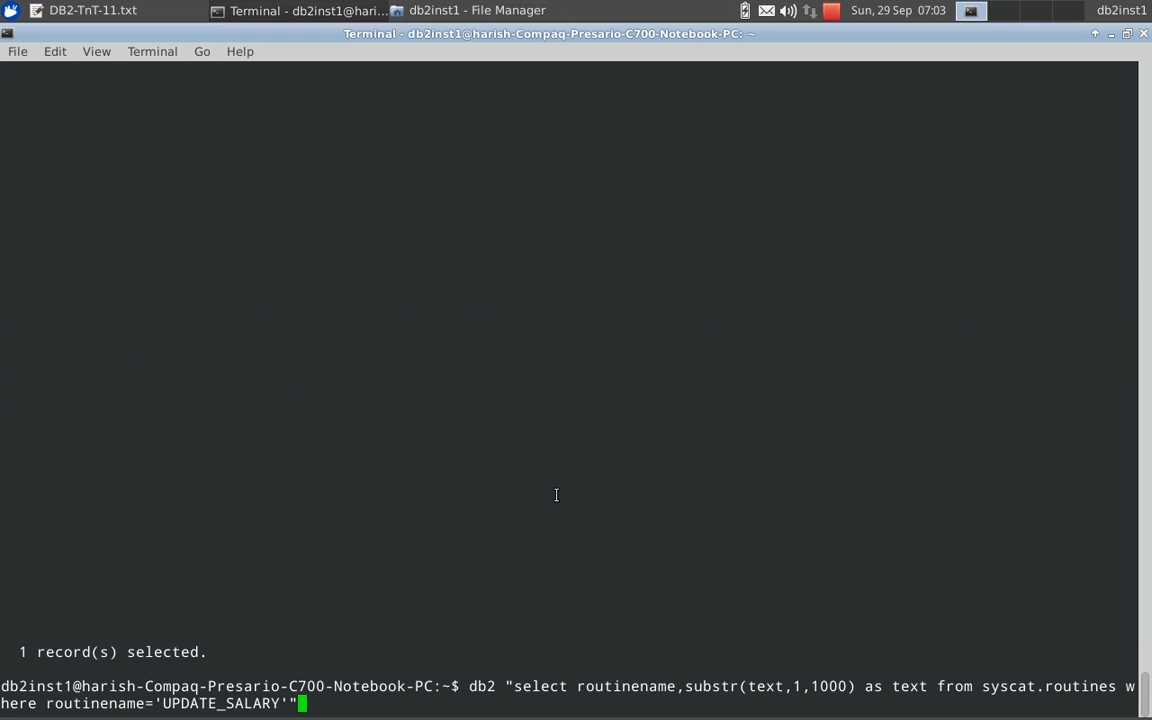 DB2-TnT-11.txt Terminal - db2inst1@hari... db2inst1 - File Manager Sun, 29 Sep 07:03 db2inst1
Terminal - db2inst1@harish-Compaq-Presario-C700-Notebook-PC: ~
File Edit View Terminal Go Help
1 record(s) selected.
db2inst1@harish-Compaq-Presario-C700-Notebook-PC:~$ db2 "select routinename,substr(text,1,1000) as text from syscat.routines w
here routinename='UPDATE_SALARY'"